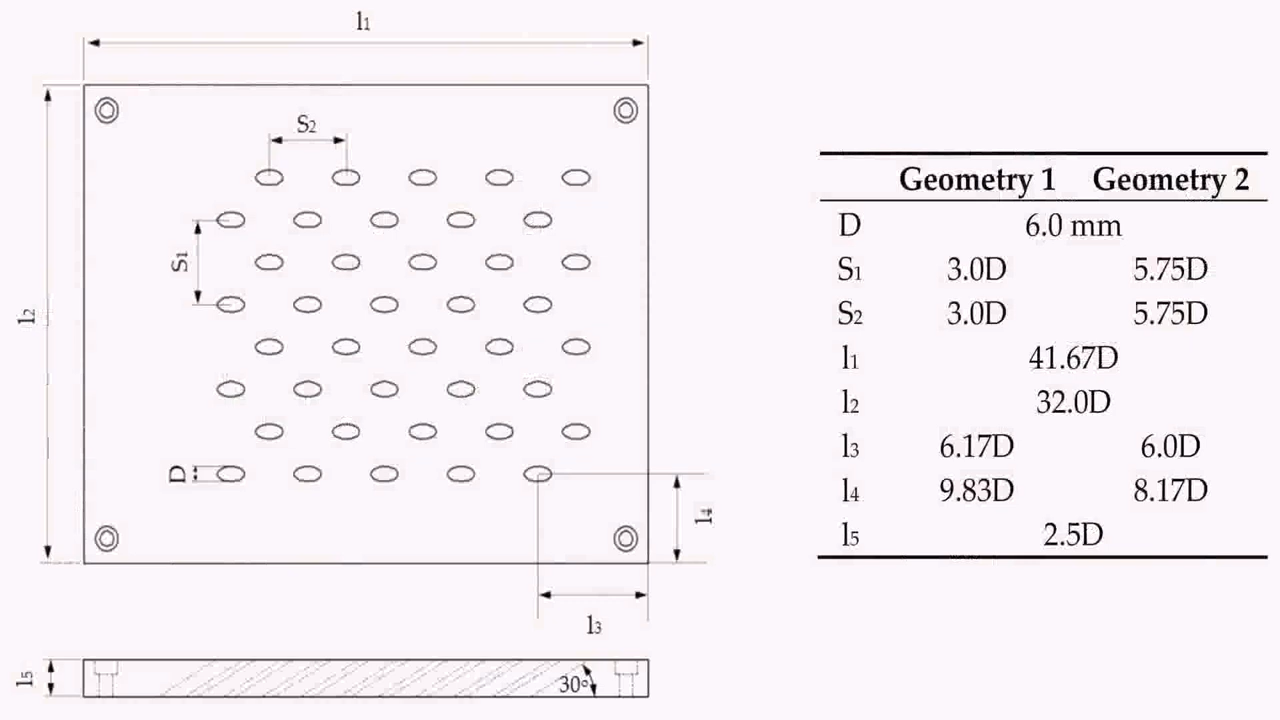 l1
S2
S1
l2
D
l4
l3
l5
30°
Geometry 1 Geometry 2
D 6.0 mm
S1 3.0D 5.75D
S2 3.0D 5.75D
l1 41.67D
l2 32.0D
l3 6.17D 6.0D
l4 9.83D 8.17D
l5 2.5D